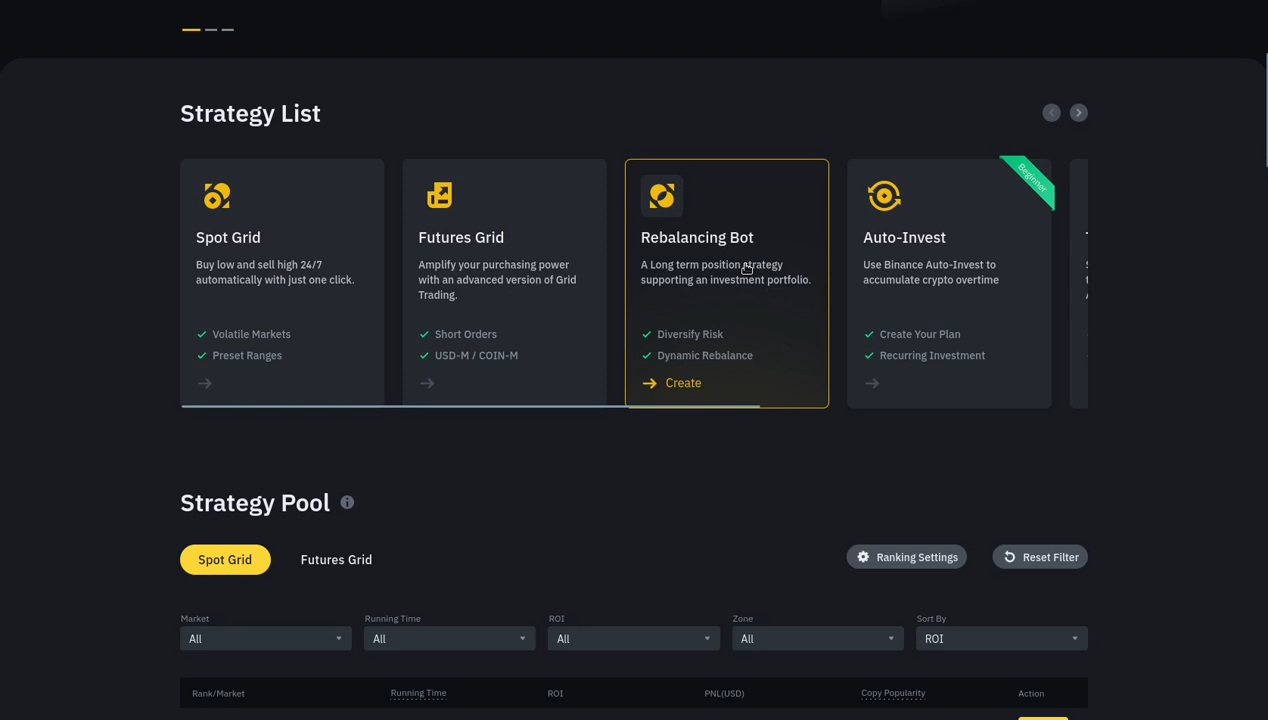 Strategy List
Spot Grid
Buy low and sell high 24/7
automatically with just one click.
Volatile Markets
Preset Ranges
Futures Grid
Amplify your purchasing power
with an advanced version of Grid
Trading.
Short Orders
USD-M / COIN-M
Rebalancing Bot
A Long term position strategy
supporting an investment portfolio.
Diversify Risk
Dynamic Rebalance
Create
Beginner
Auto-Invest
Use Binance Auto-Invest to
accumulate crypto overtime
Create Your Plan
Recurring Investment
Strategy Pool
Spot Grid
Futures Grid
Ranking Settings
Reset Filter
Market
Running Time
ROI
Zone
Sort By
All
All
All
All
ROI
Rank/Market
Running Time
ROI
PNL(USD)
Copy Popularity
Action